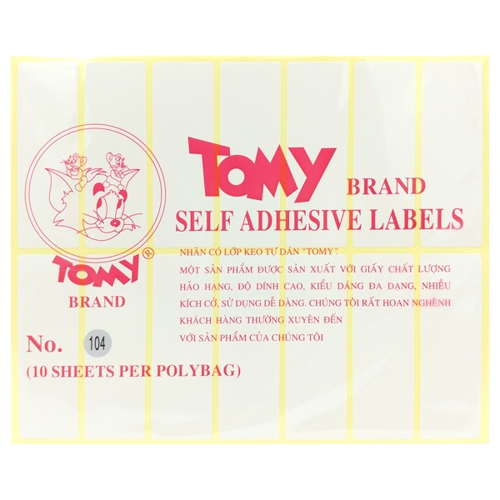 TOMY BRAND
SELF ADHESIVE LABELS
TOMY®
BRAND
NHÃN CÓ LỚP KEO TỰ DÁN "TOMY".
MỘT SẢN PHẨM ĐƯỢC SẢN XUẤT VỚI GIẤY CHẤT LƯỢNG
HẢO HẠNG, ĐỘ DÍNH CAO, KIỂU DÁNG ĐA DẠNG, NHIỀU
KÍCH CỞ, SỬ DỤNG DỄ DÀNG. CHÚNG TÔI RẤT HOAN NGHÊNH
KHÁCH HÀNG THƯỜNG XUYÊN ĐẾN
VỚI SẢN PHẨM CỦA CHÚNG TÔI
No. 104
(10 SHEETS PER POLYBAG)